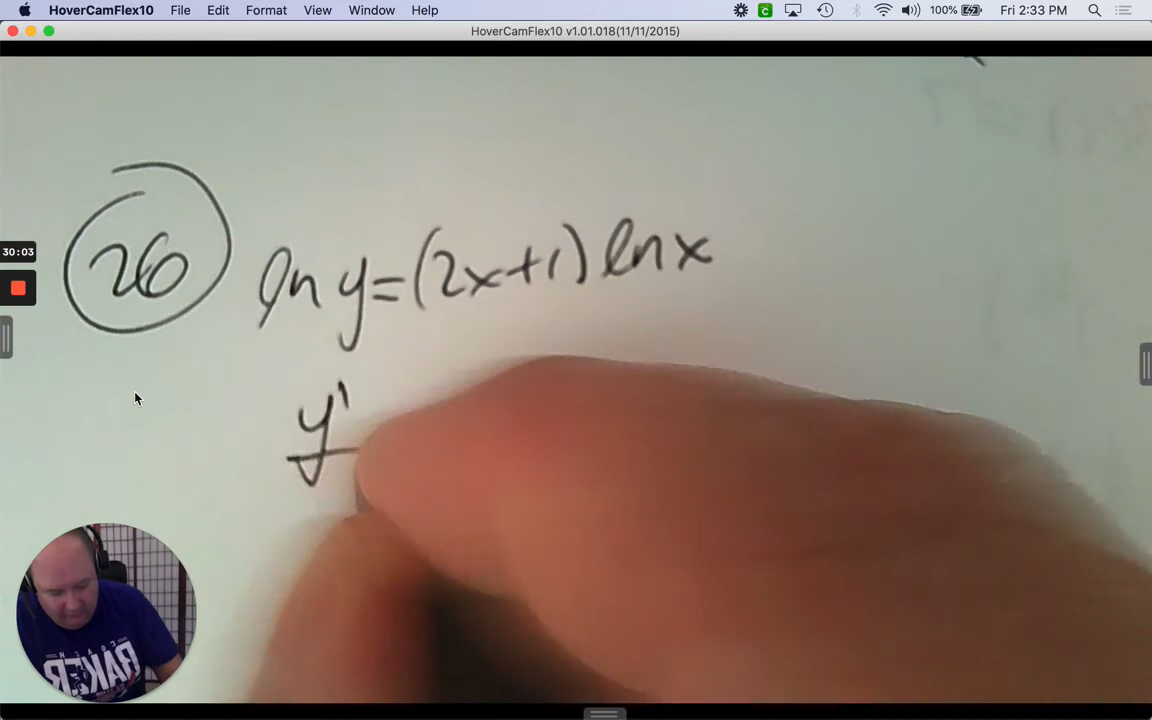 HoverCamFlex10 File Edit Format View Window Help 100% Fri 2:33 PM
HoverCamFlex10 v1.01.018(11/11/2015)
26 ln y=(2x+1) ln x
30:03
y'